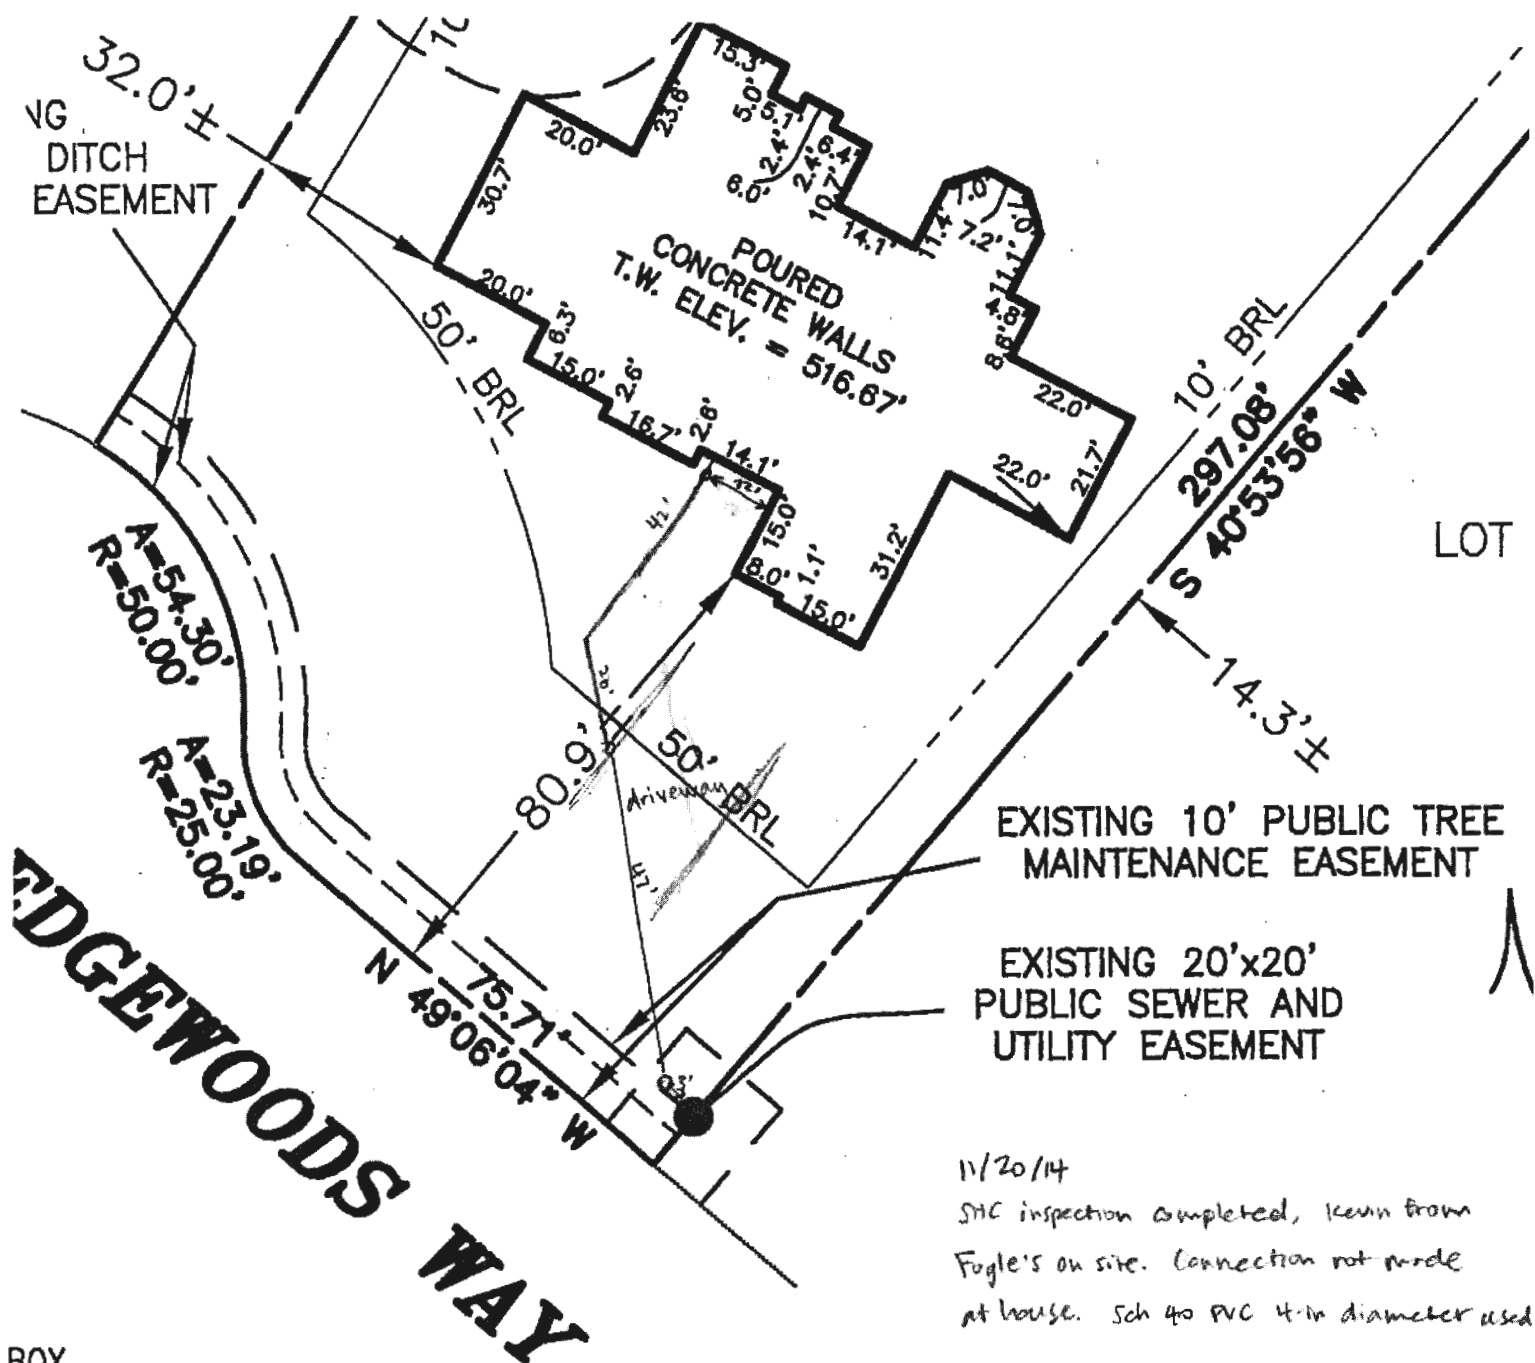 32.0'±
NG
DITCH
EASEMENT
15.3'
5.0'
5.1'
2.4'
2.4'
6.4'
6.0'
10.7'
14.1'
20.0'
23.6'
30.7'
11.4'
7.0'
7.0'
7.2'
11.1'
4.8'
8.8'
22.0'
21.7'
22.0'
POURED
CONCRETE WALLS
T.W. ELEV. = 516.67'
20.0'
6.3'
15.0'
2.6'
16.7'
2.6'
14.1'
12'
15.0'
8.0'
1.1'
15.0'
31.2'
42'
50' BRL
10' BRL
297.08'
S 40°53'56" W
LOT
14.3'±
A=54.30'
R=50.00'
A=23.19'
R=25.00'
80.9'
50' BRL
driveway
47'
EXISTING 10' PUBLIC TREE
MAINTENANCE EASEMENT
EXISTING 20'x20'
PUBLIC SEWER AND
UTILITY EASEMENT
75.71'
N 49°06'04" W
3'
EDGEWOODS WAY
11/20/14
SHC inspection completed, Kevin from
Fogle's on site. Connection not made
at house. Sch 40 PVC 4-in diameter used
BOX